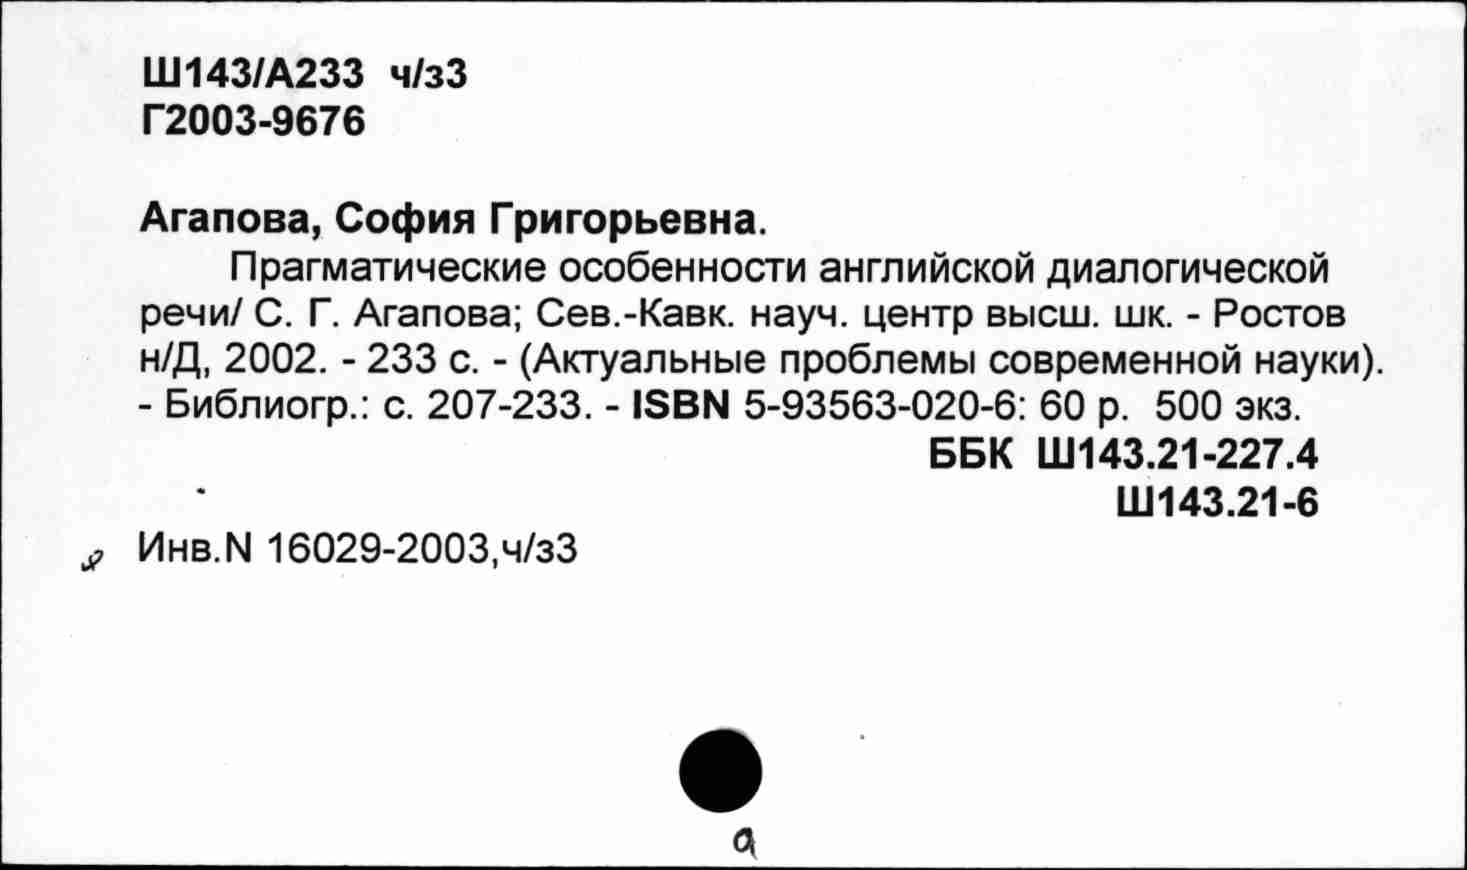 Ш143/А233 ч/з3
Г2003-9676
Агапова, София Григорьевна.
Прагматические особенности английской диалогической
речи/ С. Г. Агапова; Сев.-Кавк. науч. центр высш. шк. - Ростов
н/Д, 2002. - 233 с. - (Актуальные проблемы современной науки).
- Библиогр.: с. 207-233. - ISBN 5-93563-020-6: 60 р. 500 экз.
ББК Ш143.21-227.4
Ш143.21-6
Инв.N 16029-2003,ч/з3
а